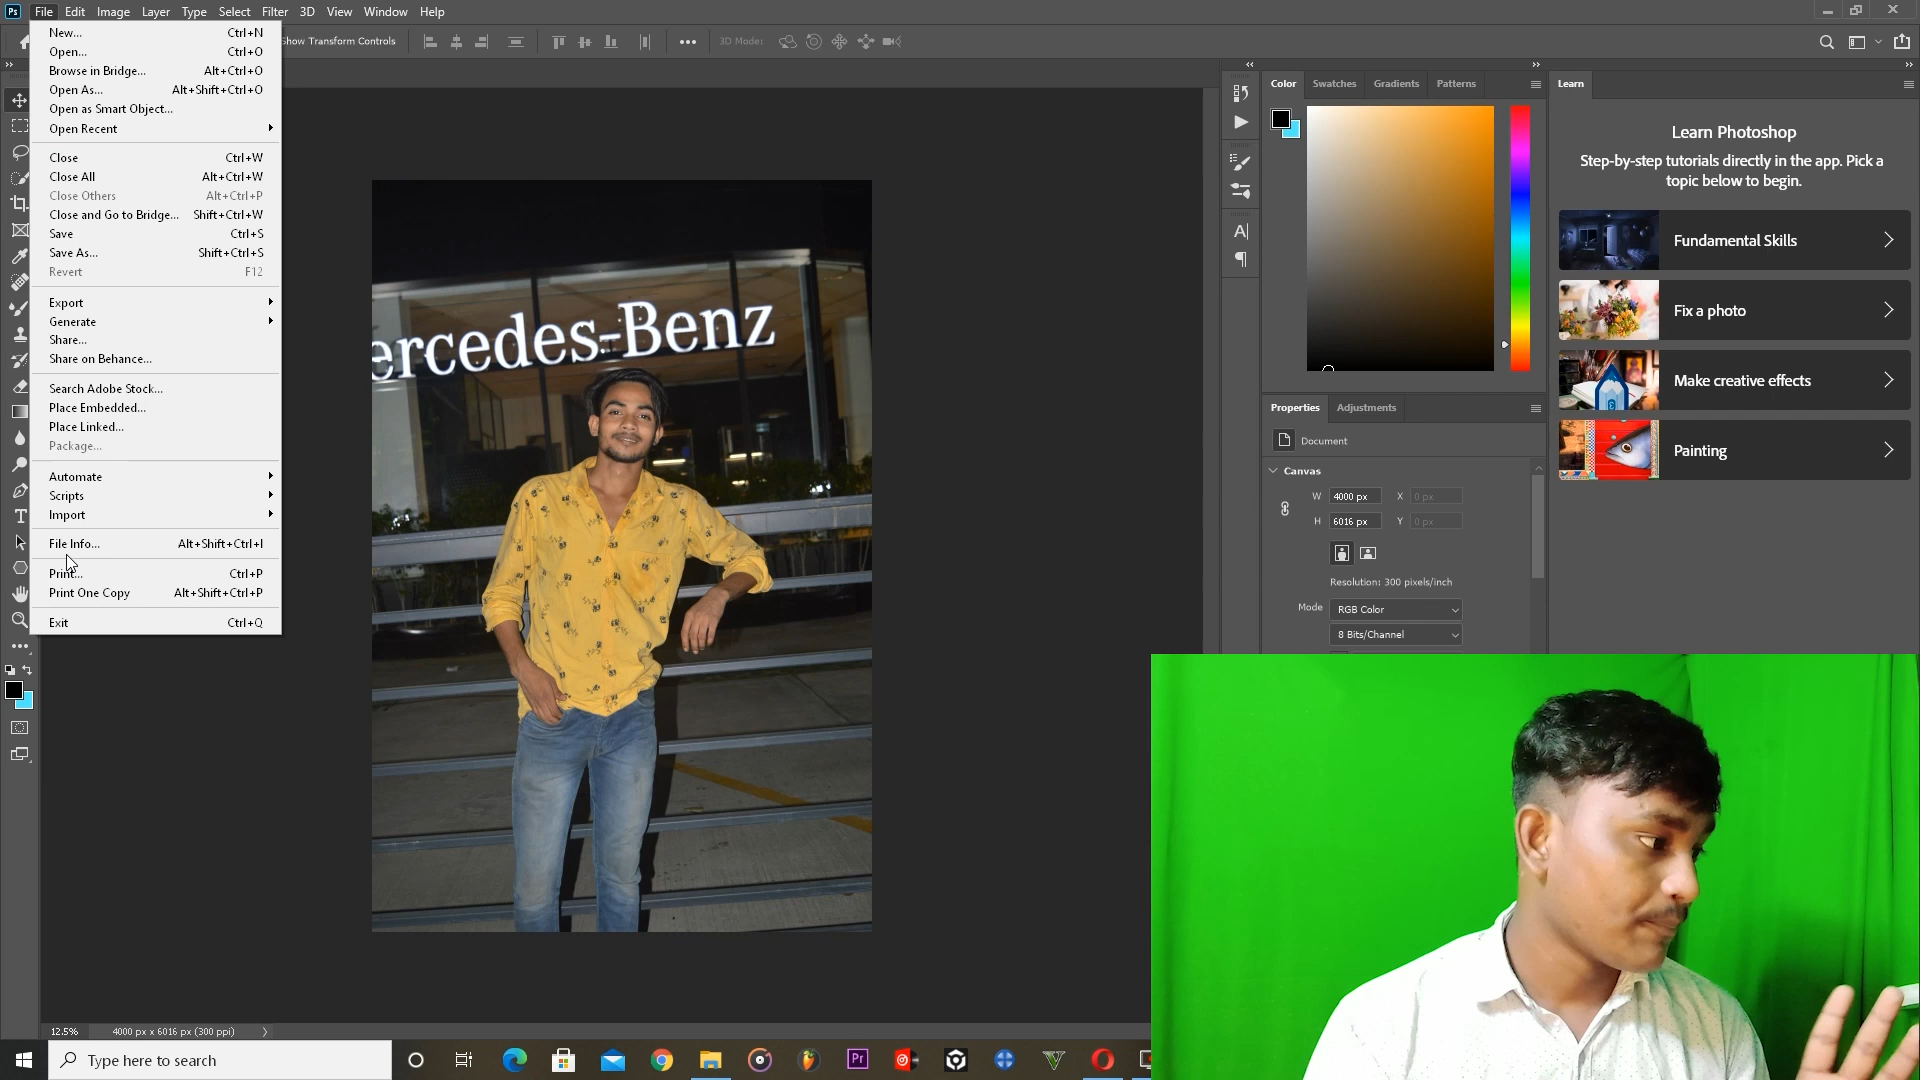 Ps File Edit Image Layer Type Select Filter 3D View Window Help
Show Transform Controls 3D Mode:
New... Ctrl+N
Open... Ctrl+O
Browse in Bridge... Alt+Ctrl+O
Open As... Alt+Shift+Ctrl+O
Open as Smart Object...
Open Recent
Close Ctrl+W
Close All Alt+Ctrl+W
Close Others Alt+Ctrl+P
Close and Go to Bridge... Shift+Ctrl+W
Save Ctrl+S
Save As... Shift+Ctrl+S
Revert F12
Export
Generate
Share...
Share on Behance...
Search Adobe Stock...
Place Embedded...
Place Linked...
Package...
Automate
Scripts
Import
File Info... Alt+Shift+Ctrl+I
Print... Ctrl+P
Print One Copy Alt+Shift+Ctrl+P
Exit Ctrl+Q
ercedes-Benz
Color Swatches Gradients Patterns
Properties Adjustments
Document
Canvas
W 4000 px X 0 px
H 6016 px Y 0 px
Resolution: 300 pixels/inch
Mode RGB Color
8 Bits/Channel
Learn
Learn Photoshop
Step-by-step tutorials directly in the app. Pick a
topic below to begin.
Fundamental Skills
Fix a photo
Make creative effects
Painting
12.5% 4000 px x 6016 px (300 ppi)
Type here to search
Pr